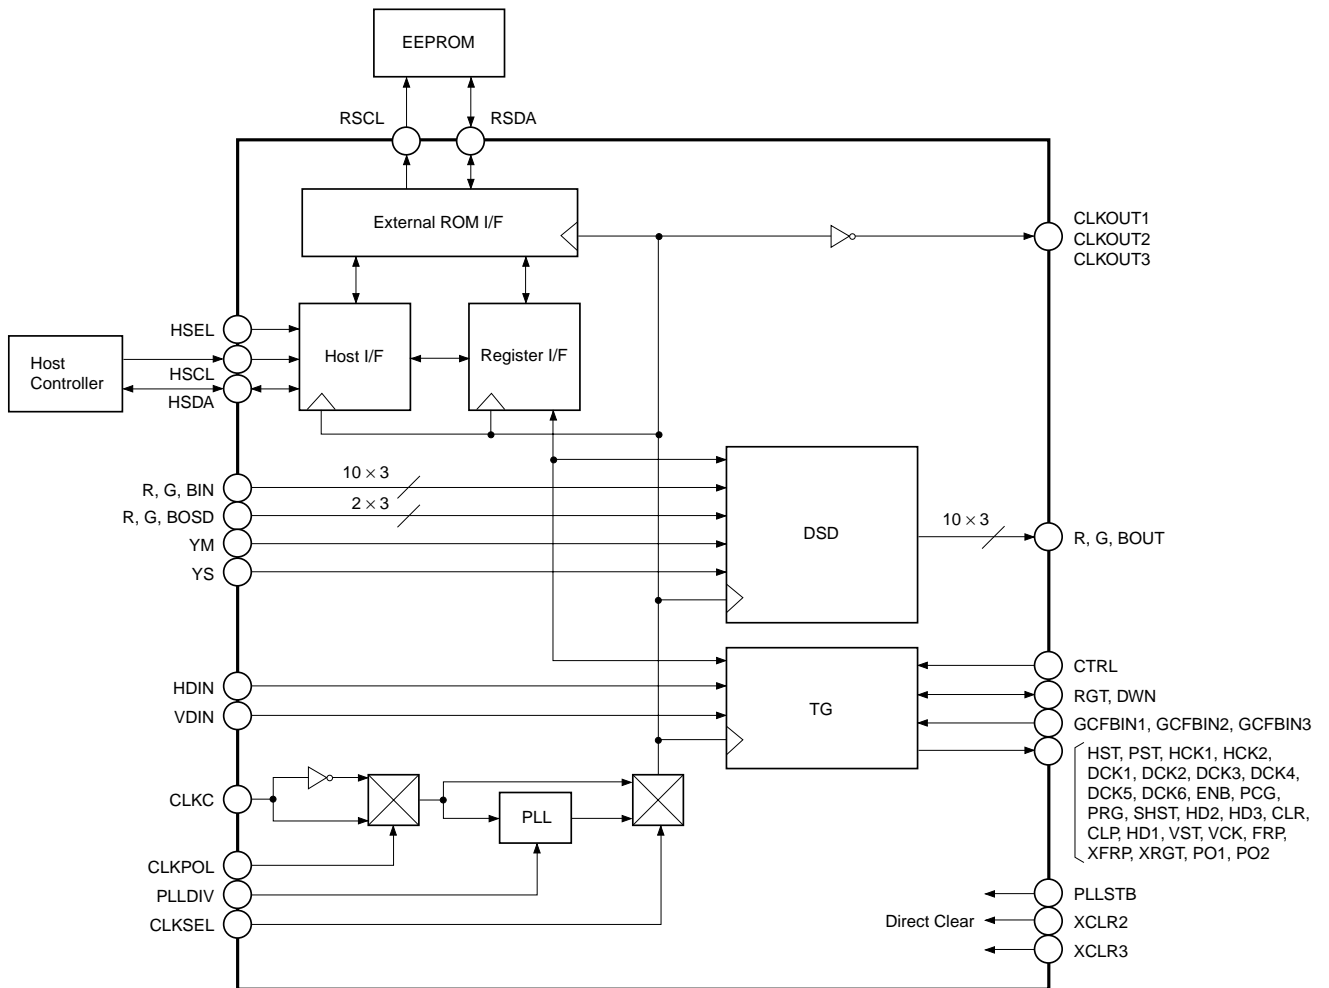 EEPROM
RSCL
RSDA
External ROM I/F
CLKOUT1
CLKOUT2
CLKOUT3
HSEL
Host
Controller
HSCL
HSDA
Host I/F
Register I/F
10 × 3
R, G, BIN
2 × 3
R, G, BOSD
YM
YS
DSD
10 × 3
R, G, BOUT
HDIN
VDIN
TG
CTRL
RGT, DWN
GCFBIN1, GCFBIN2, GCFBIN3
HST, PST, HCK1, HCK2,
DCK1, DCK2, DCK3, DCK4,
DCK5, DCK6, ENB, PCG,
PRG, SHST, HD2, HD3, CLR,
CLP, HD1, VST, VCK, FRP,
XFRP, XRGT, PO1, PO2
CLKC
PLL
CLKPOL
PLLDIV
CLKSEL
PLLSTB
Direct Clear
XCLR2
XCLR3